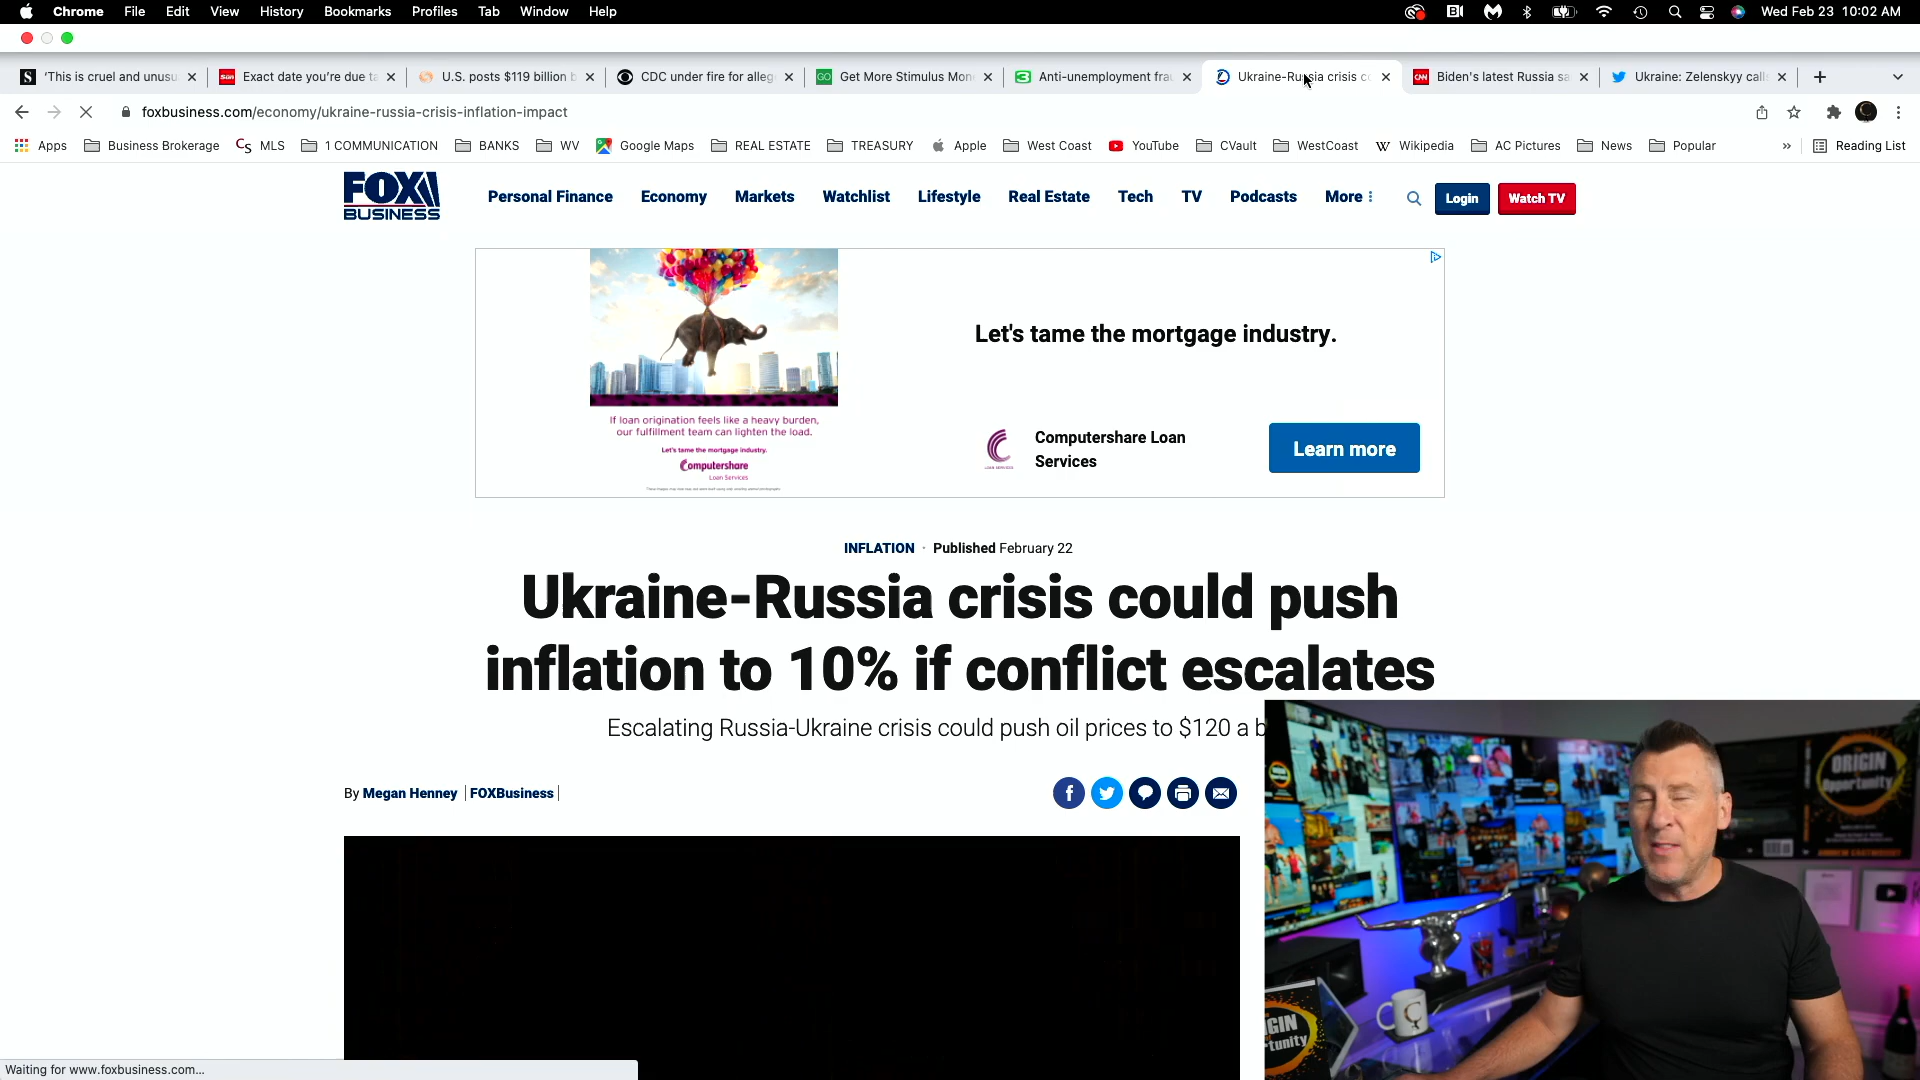 Chrome File Edit View History Bookmarks Profiles Tab Window Help
Wed Feb 23 10:02 AM
'This is cruel and unusu
Exact date you're due ta
U.S. posts $119 billion b
CDC under fire for alleg
Get More Stimulus Mon
Anti-unemployment frau
Ukraine-Russia crisis co
Biden's latest Russia sa
Ukraine: Zelenskyy calls
foxbusiness.com/economy/ukraine-russia-crisis-inflation-impact
Apps Business Brokerage MLS 1 COMMUNICATION BANKS WV Google Maps REAL ESTATE TREASURY Apple West Coast YouTube CVault WestCoast Wikipedia AC Pictures News Popular » Reading List
FOX
BUSINESS
Personal Finance Economy Markets Watchlist Lifestyle Real Estate Tech TV Podcasts More
Login
Watch TV
Let's tame the mortgage industry.
If loan origination feels like a heavy burden,
our fulfillment team can lighten the load.
Let's tame the mortgage industry.
Computershare
Loan Services
Computershare Loan
Services
Learn more
INFLATION · Published February 22
Ukraine-Russia crisis could push
inflation to 10% if conflict escalates
Escalating Russia-Ukraine crisis could push oil prices to $120 a b
By Megan Henney | FOXBusiness |
ORIGIN
Opportunity
Waiting for www.foxbusiness.com...